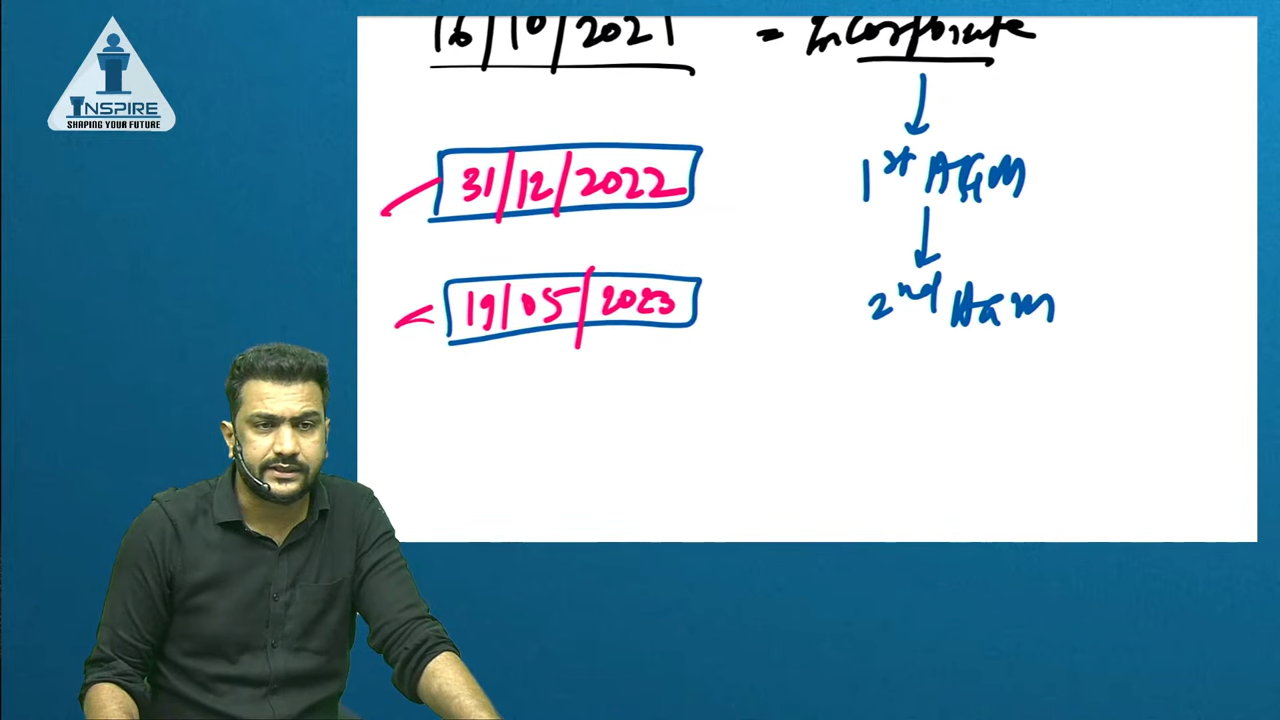 INSPIRE
SHAPING YOUR FUTURE
16/10/2021 = Incorporate
31/12/2022 1st AGM
19/05/2023 2nd AGM